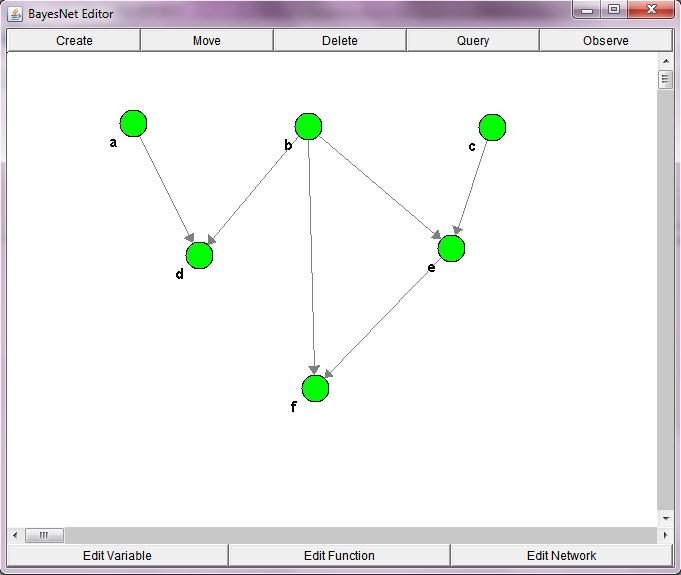 BayesNet Editor
Create Move Delete Query Observe
a b c
d e
f
Edit Variable Edit Function Edit Network